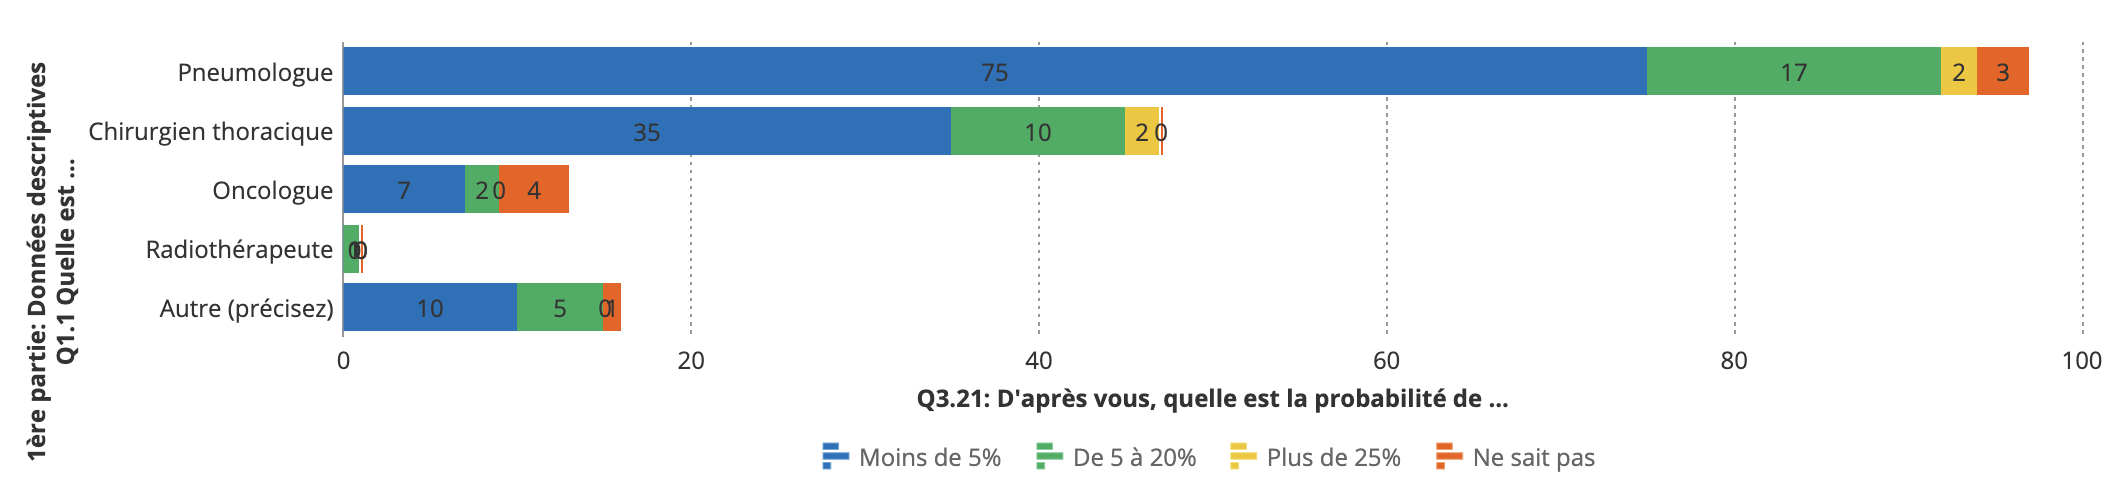 1ère partie: Données descriptives
Q1.1 Quelle est ...
Pneumologue 75 17 2 3
Chirurgien thoracique 35 10 2 0
Oncologue 7 2 0 4
Radiothérapeute 0 0
Autre (précisez) 10 5 0 1
0 20 40 60 80 100
Q3.21: D'après vous, quelle est la probabilité de ...
Moins de 5% De 5 à 20% Plus de 25% Ne sait pas